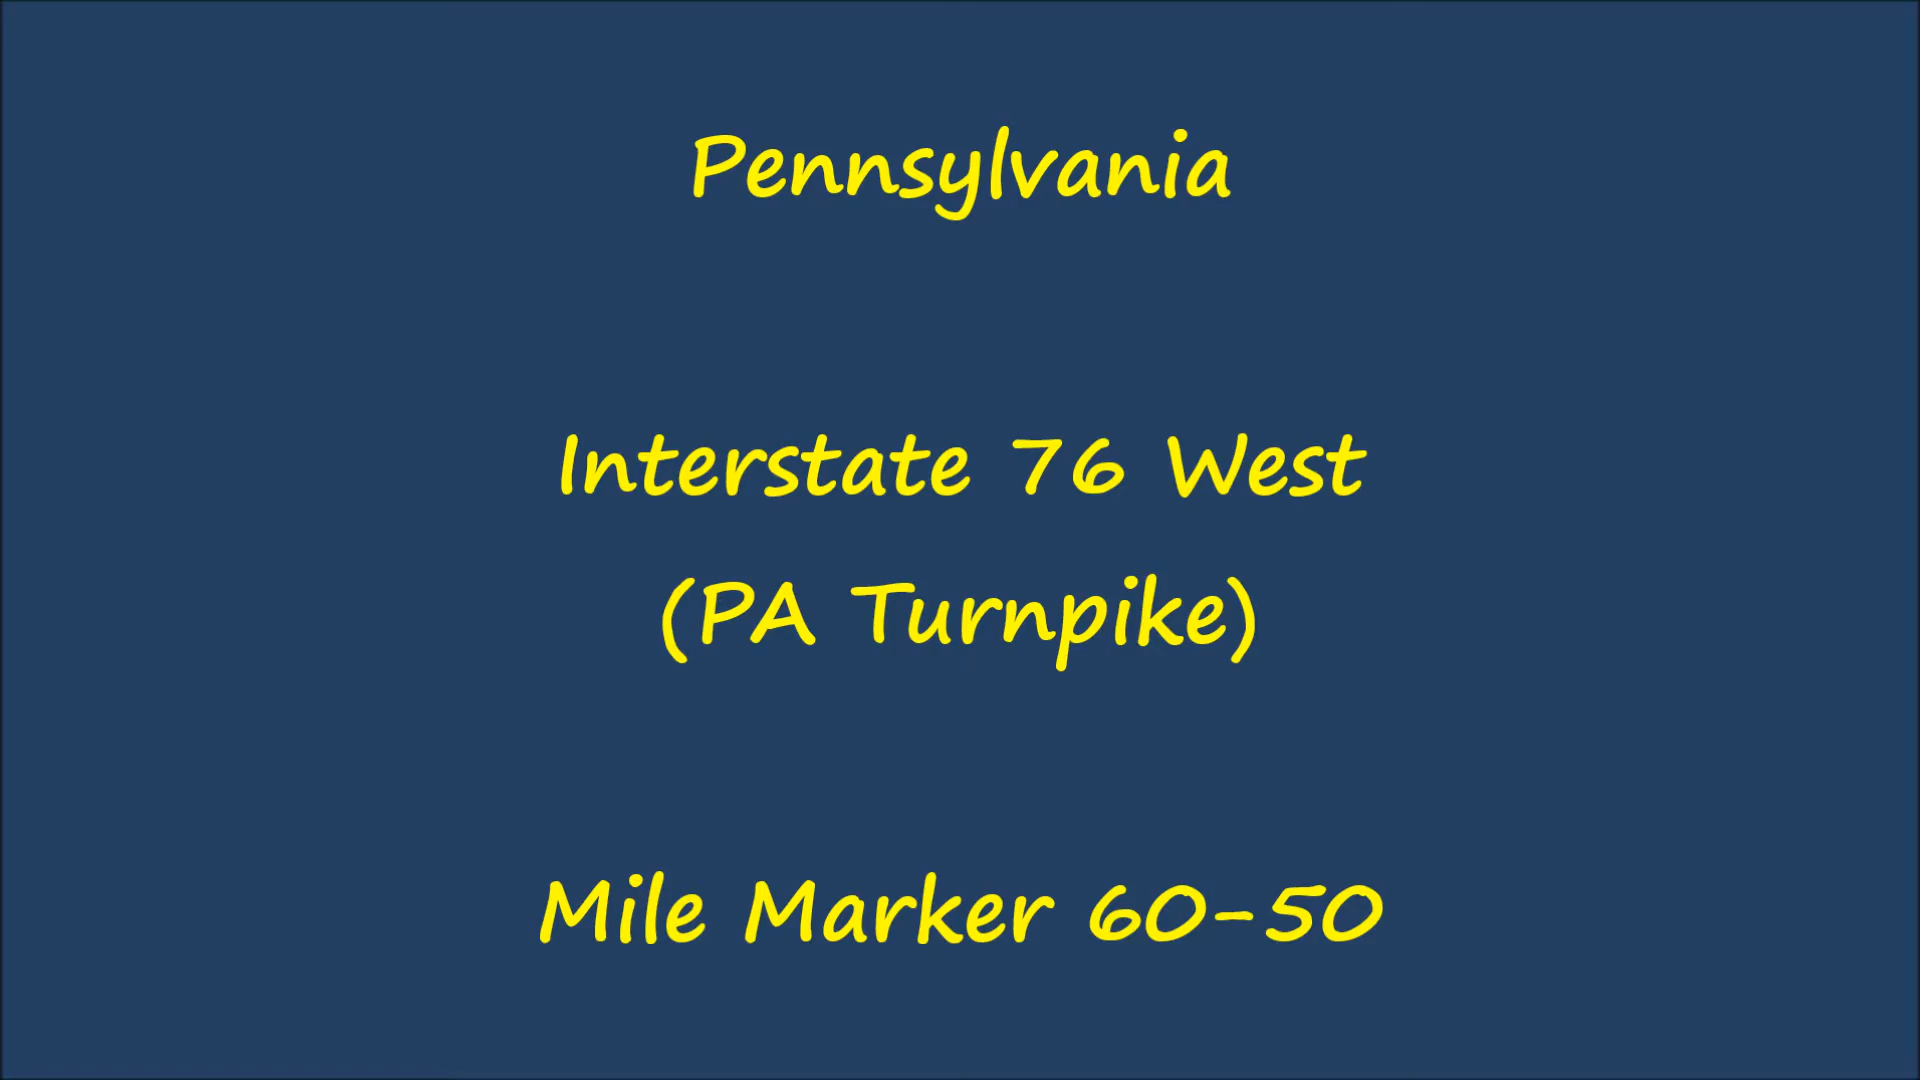 Pennsylvania
Interstate 76 West
(PA Turnpike)
Mile Marker 60-50